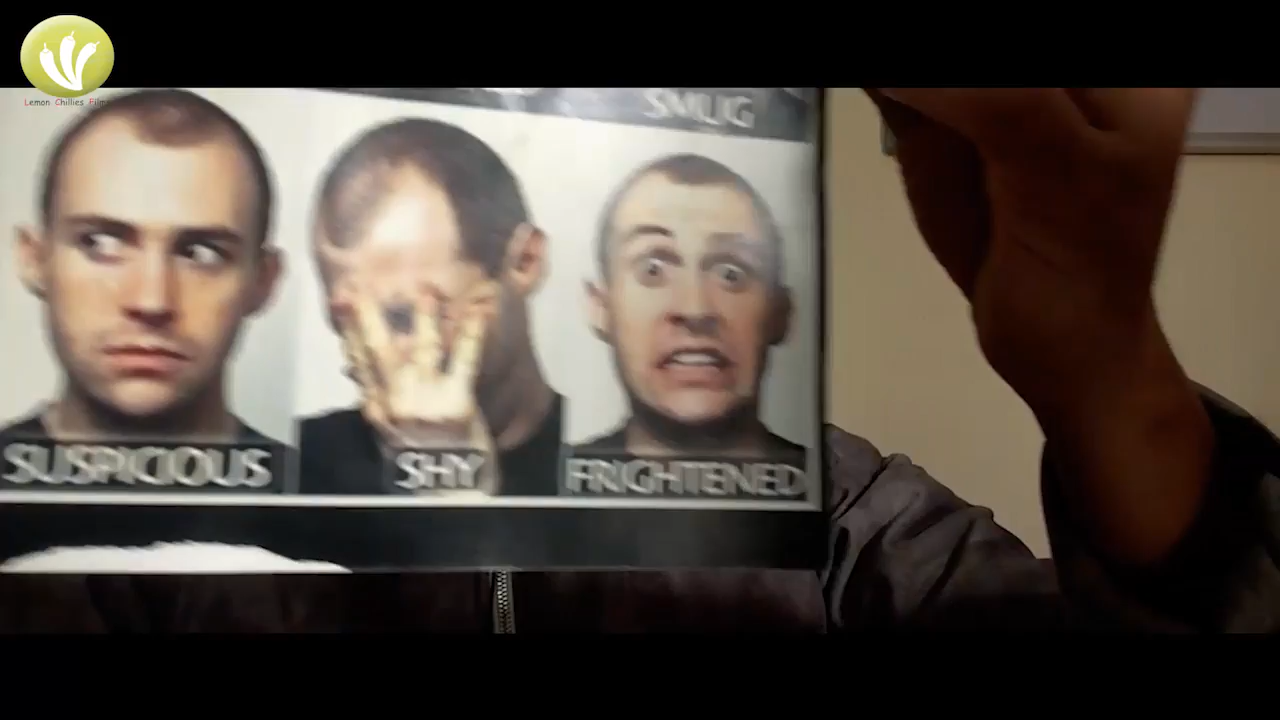 Lemon Chillies Films
SMUG
SUSPICIOUS
SHY
FRIGHTENED